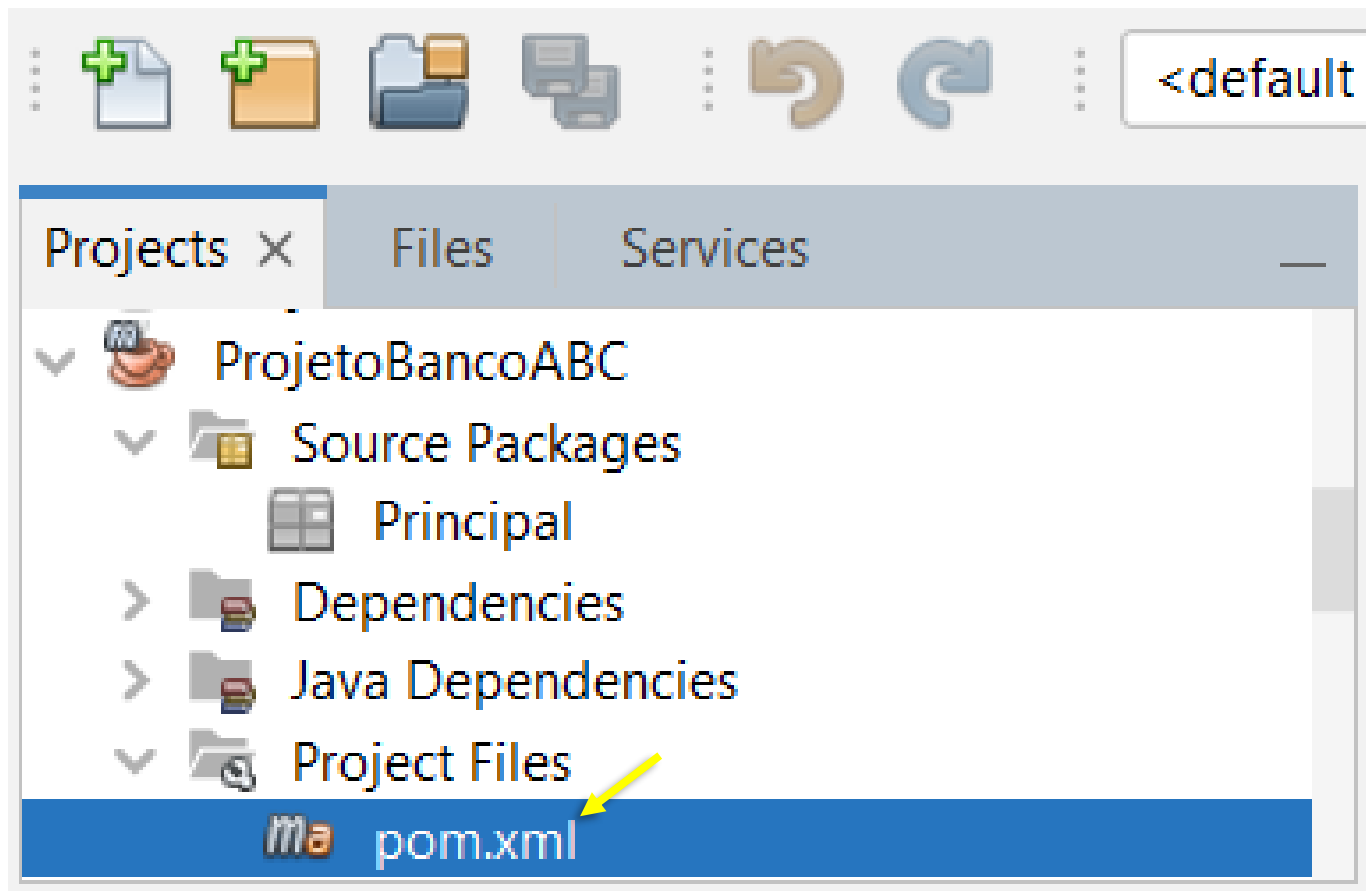 <default
Projects Files Services
ProjetoBancoABC
Source Packages
Principal
Dependencies
Java Dependencies
Project Files
pom.xml